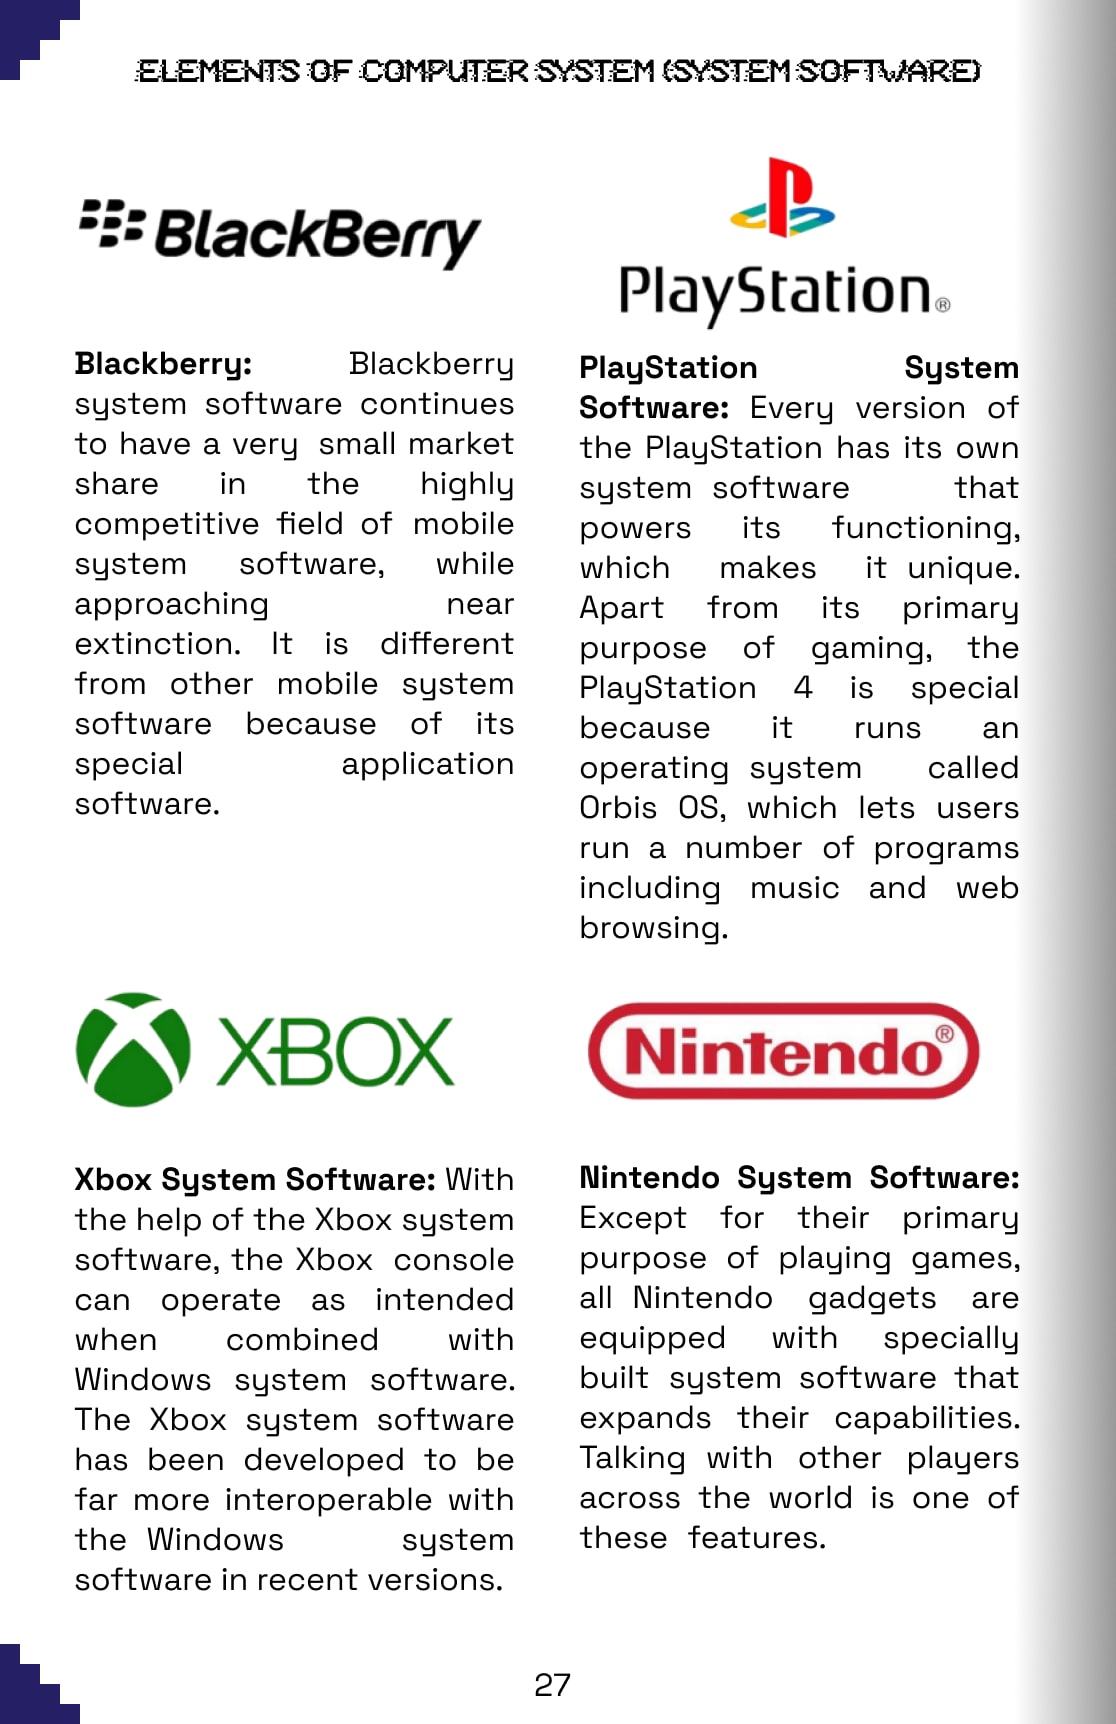 ELEMENTS OF COMPUTER SYSTEM (SYSTEM SOFTWARE)
BlackBerry
Blackberry: Blackberry
system software continues
to have a very small market
share in the highly
competitive field of mobile
system software, while
approaching near
extinction. It is different
from other mobile system
software because of its
special application
software.
PlayStation®
PlayStation System
Software: Every version of
the PlayStation has its own
system software that
powers its functioning,
which makes it unique.
Apart from its primary
purpose of gaming, the
PlayStation 4 is special
because it runs an
operating system called
Orbis OS, which lets users
run a number of programs
including music and web
browsing.
XBOX
Xbox System Software: With
the help of the Xbox system
software, the Xbox console
can operate as intended
when combined with
Windows system software.
The Xbox system software
has been developed to be
far more interoperable with
the Windows system
software in recent versions.
Nintendo®
Nintendo System Software:
Except for their primary
purpose of playing games,
all Nintendo gadgets are
equipped with specially
built system software that
expands their capabilities.
Talking with other players
across the world is one of
these features.
27